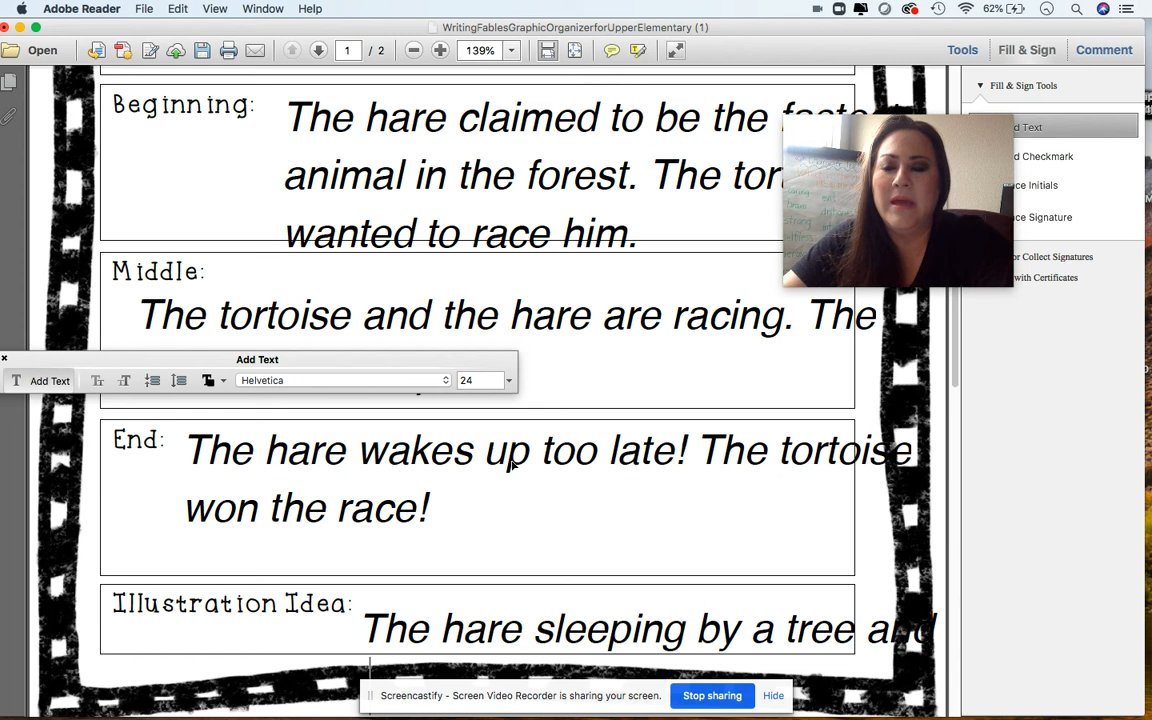 Adobe Reader File Edit View Window Help 62%
WritingFablesGraphicOrganizerforUpperElementary (1)
Open 1 / 2 139% Tools Fill & Sign Comment
Fill & Sign Tools
Text
Checkmark
Initials
Signature
or Collect Signatures
with Certificates
Beginning:
The hare claimed to be the
animal in the forest. The
wanted to race him.
Middle:
The tortoise and the hare are racing. The
Add Text
T Add Text Helvetica 24
End:
The hare wakes up too late! The tortoise
won the race!
Illustration Idea:
The hare sleeping by a tree and
Screencastify - Screen Video Recorder is sharing your screen. Stop sharing Hide